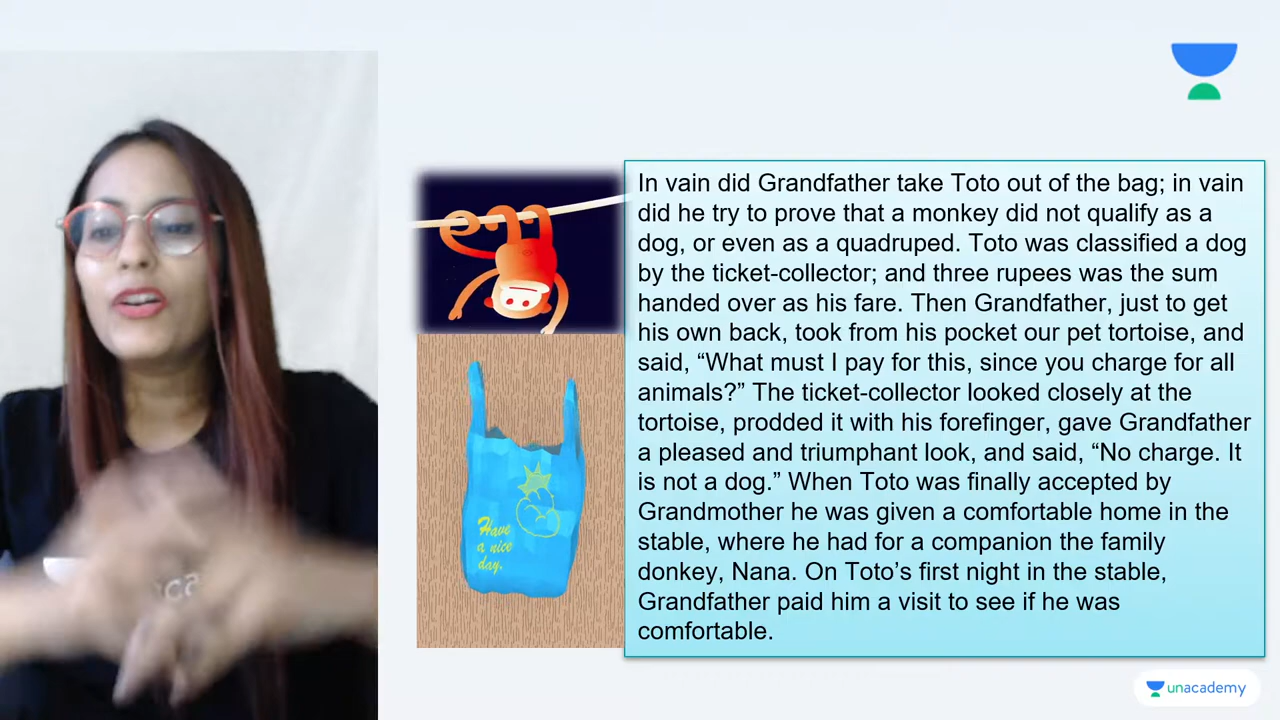 In vain did Grandfather take Toto out of the bag; in vain
did he try to prove that a monkey did not qualify as a
dog, or even as a quadruped. Toto was classified a dog
by the ticket-collector; and three rupees was the sum
handed over as his fare. Then Grandfather, just to get
his own back, took from his pocket our pet tortoise, and
said, “What must I pay for this, since you charge for all
animals?” The ticket-collector looked closely at the
tortoise, prodded it with his forefinger, gave Grandfather
a pleased and triumphant look, and said, “No charge. It
is not a dog.” When Toto was finally accepted by
Grandmother he was given a comfortable home in the
stable, where he had for a companion the family
donkey, Nana. On Toto’s first night in the stable,
Grandfather paid him a visit to see if he was
comfortable.
Have
a nice
day.
unacademy